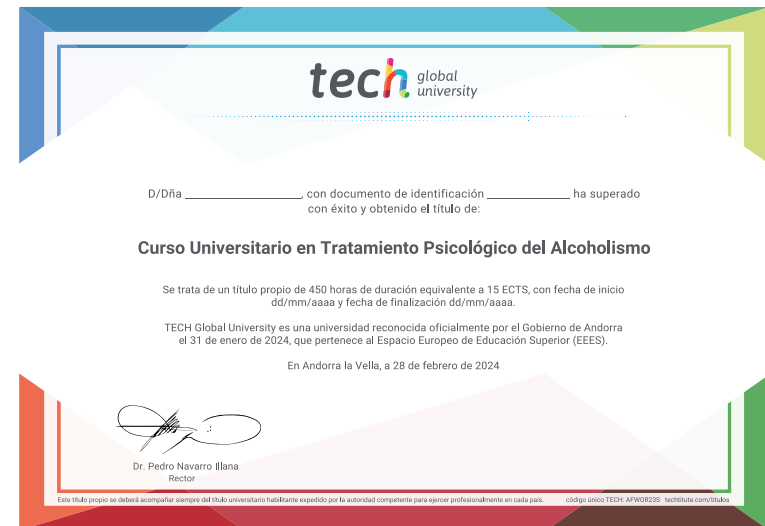 tech global university
D/Dña ____________________, con documento de identificación ______________ ha superado
con éxito y obtenido el título de:
Curso Universitario en Tratamiento Psicológico del Alcoholismo
Se trata de un título propio de 450 horas de duración equivalente a 15 ECTS, con fecha de inicio
dd/mm/aaaa y fecha de finalización dd/mm/aaaa.
TECH Global University es una universidad reconocida oficialmente por el Gobierno de Andorra
el 31 de enero de 2024, que pertenece al Espacio Europeo de Educación Superior (EEES).
En Andorra la Vella, a 28 de febrero de 2024
Dr. Pedro Navarro Illana
Rector
Este título propio se deberá acompañar siempre del título universitario habilitante expedido por la autoridad competente para ejercer profesionalmente en cada país. código único TECH: AFWOR23S techtitute.com/titulos